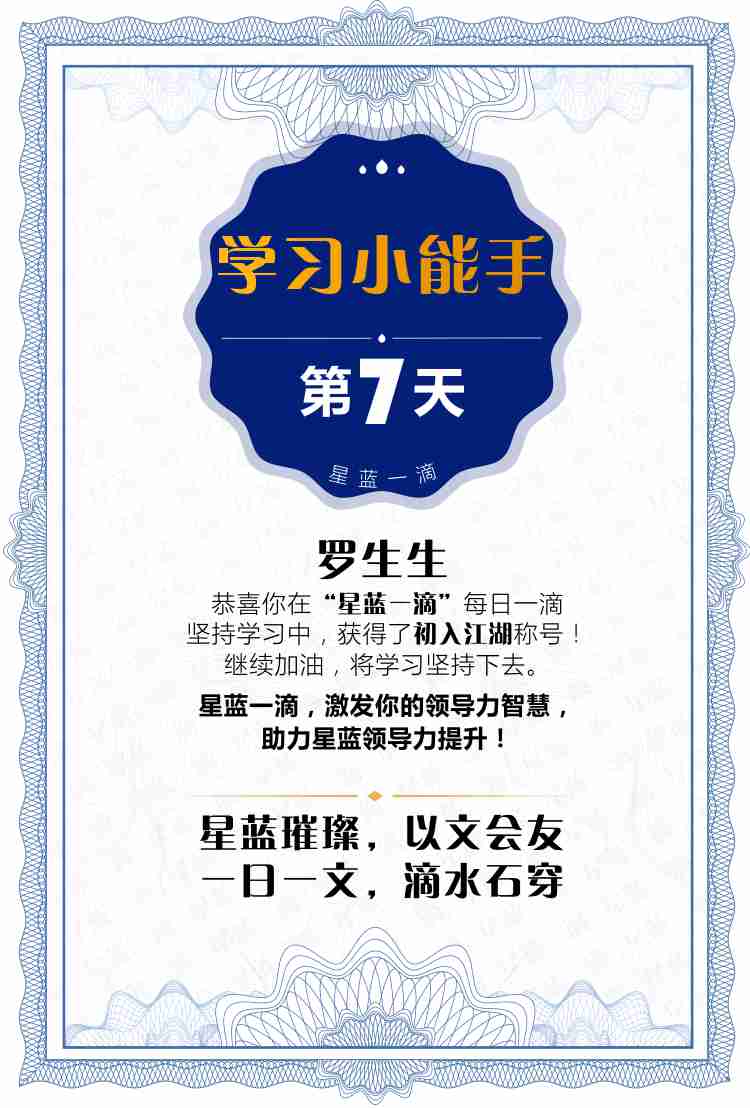 学习小能手
第7天
星蓝一滴
罗生生
恭喜你在“星蓝一滴”每日一滴
坚持学习中，获得了初入江湖称号！
继续加油，将学习坚持下去。
星蓝一滴，激发你的领导力智慧，
助力星蓝领导力提升！
星蓝璀璨，以文会友
一日一文，滴水石穿